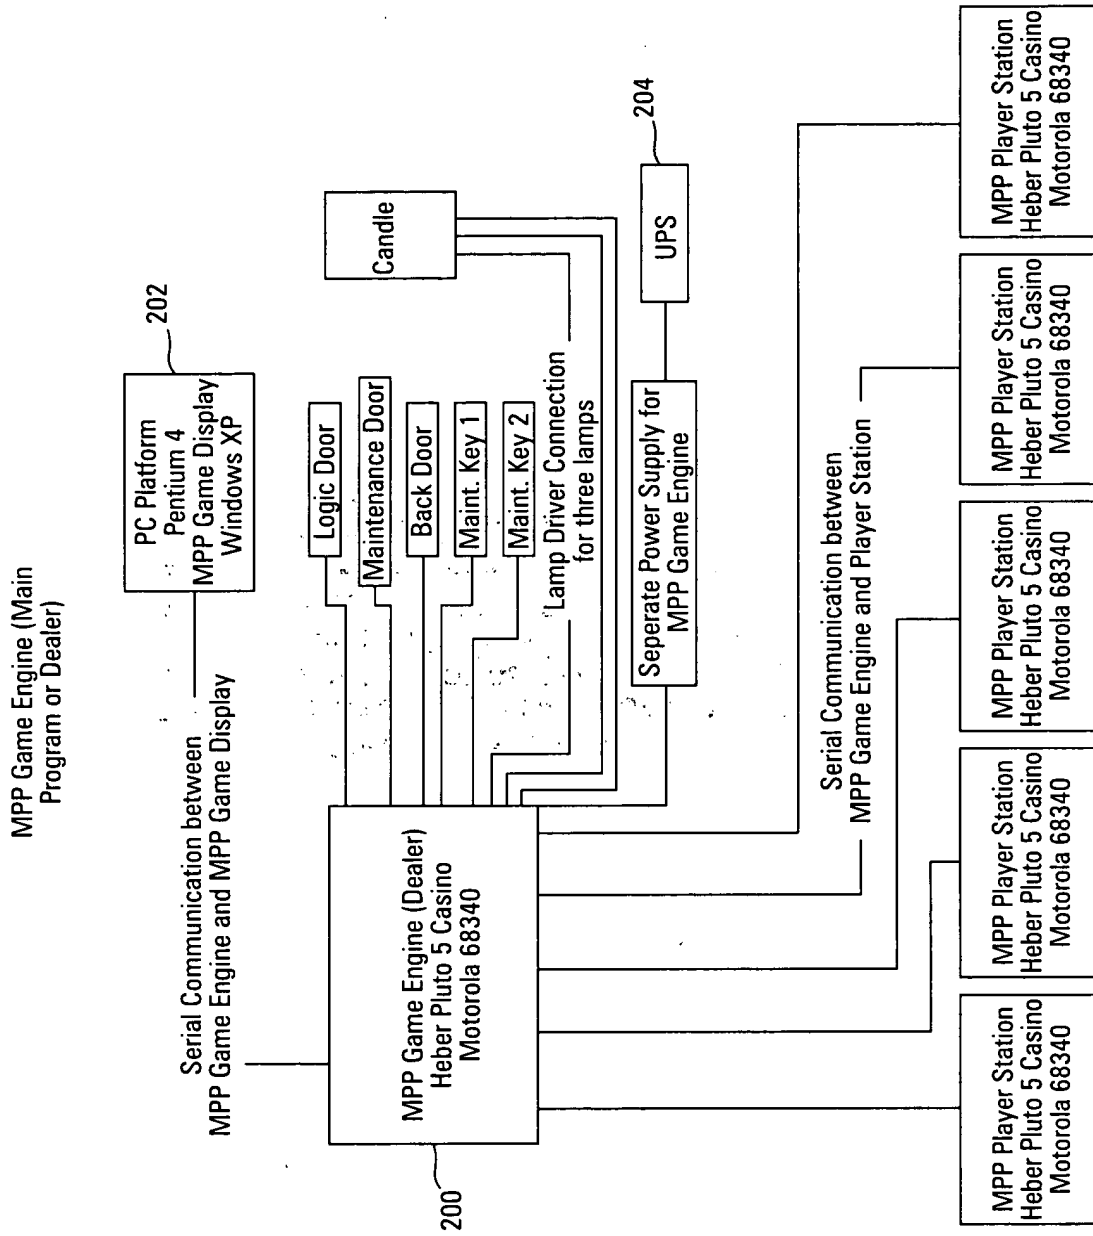 MPP Game Engine (Main
Program or Dealer)
202
PC Platform
Pentium 4
MPP Game Display
Windows XP
Serial Communication between
MPP Game Engine and MPP Game Display
Logic Door
Maintenance Door
Back Door
Maint. Key 1
Maint. Key 2
Candle
Lamp Driver Connection
for three lamps
204
UPS
Seperate Power Supply for
MPP Game Engine
MPP Game Engine (Dealer)
Heber Pluto 5 Casino
Motorola 68340
200
Serial Communication between
MPP Game Engine and Player Station
MPP Player Station
Heber Pluto 5 Casino
Motorola 68340
MPP Player Station
Heber Pluto 5 Casino
Motorola 68340
MPP Player Station
Heber Pluto 5 Casino
Motorola 68340
MPP Player Station
Heber Pluto 5 Casino
Motorola 68340
MPP Player Station
Heber Pluto 5 Casino
Motorola 68340